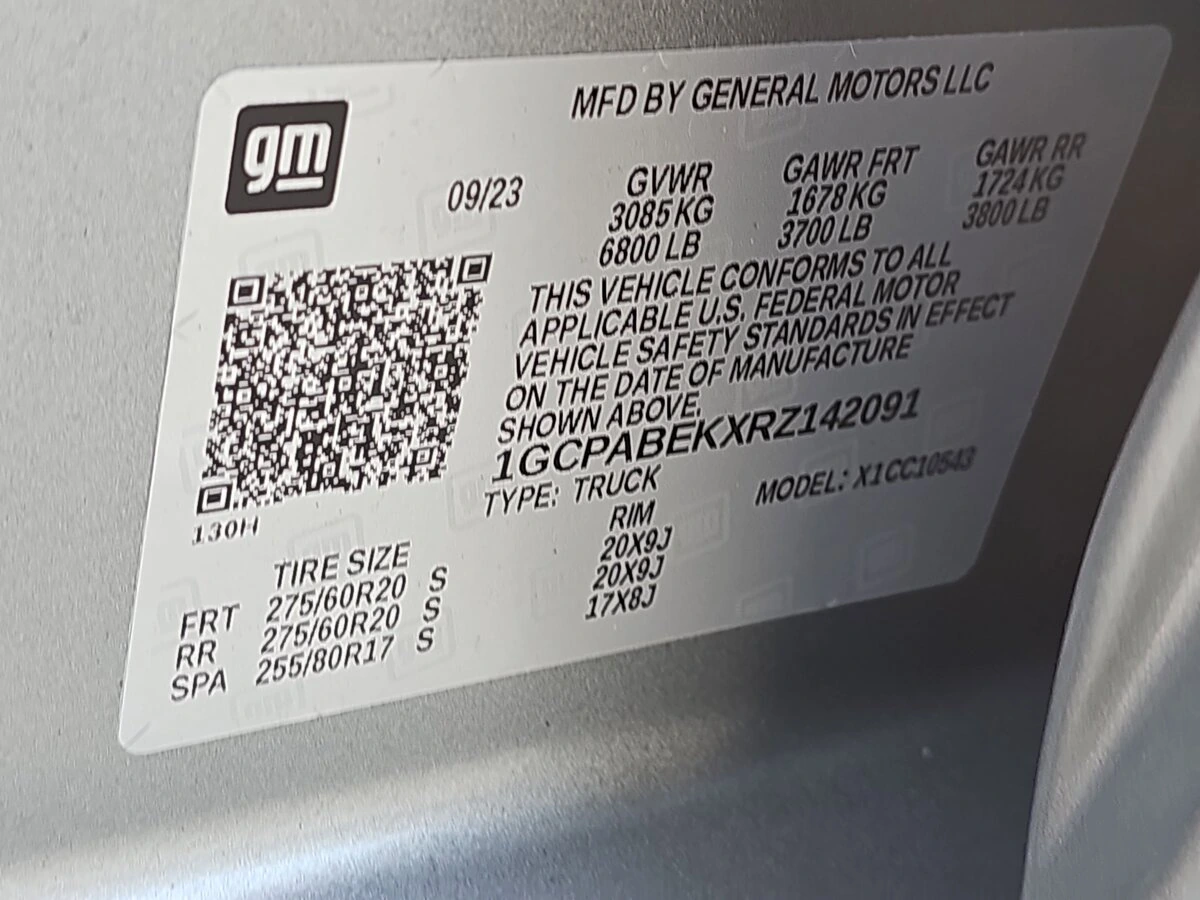 gm
MFD BY GENERAL MOTORS LLC
09/23 GVWR GAWR FRT GAWR RR
3085 KG 1678 KG 1724 KG
6800 LB 3700 LB 3800 LB
THIS VEHICLE CONFORMS TO ALL
APPLICABLE U.S. FEDERAL MOTOR
VEHICLE SAFETY STANDARDS IN EFFECT
ON THE DATE OF MANUFACTURE
SHOWN ABOVE.
1GCPABEKXRZ142091
TYPE: TRUCK MODEL: X1CC10543
130H
TIRE SIZE RIM
FRT 275/60R20 S 20X9J
RR 275/60R20 S 20X9J
SPA 255/80R17 S 17X8J